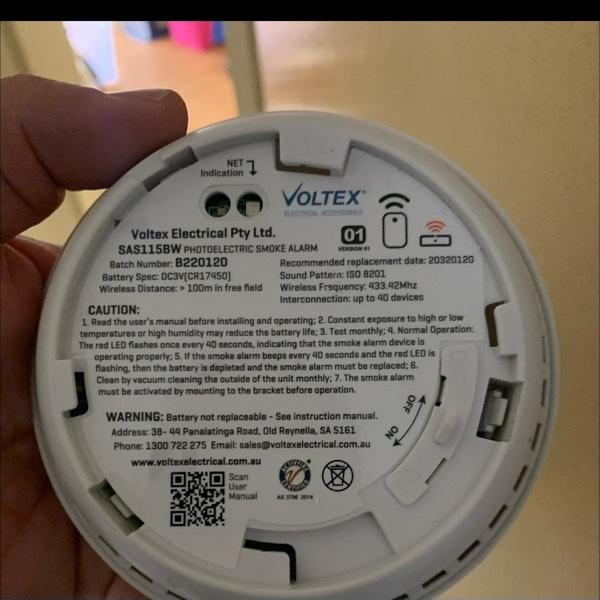 NET
Indication
VOLTEX®
ELECTRICAL ACCESSORIES
Voltex Electrical Pty Ltd.
SAS115BW PHOTOELECTRIC SMOKE ALARM
01
VERSION 01
Batch Number: B220120
Battery Spec: DC3V(CR17450)
Wireless Distance: > 100m in free field
Recommended replacement date: 20320120
Sound Pattern: ISO 8201
Wireless Frequency: 433.42Mhz
Interconnection: up to 40 devices
CAUTION:
1. Read the user's manual before installing and operating; 2. Constant exposure to high or low
temperatures or high humidity may reduce the battery life; 3. Test monthly; 4. Normal Operation:
The red LED flashes once every 40 seconds, indicating that the smoke alarm device is
operating properly; 5. If the smoke alarm beeps every 40 seconds and the red LED is
flashing, then the battery is depleted and the smoke alarm must be replaced; 6.
Clean by vacuum cleaning the outside of the unit monthly; 7. The smoke alarm
must be activated by mounting to the bracket before operation.
OFF
ON
WARNING: Battery not replaceable - See instruction manual.
Address: 38- 44 Panalatinga Road, Old Reynella, SA 5161
Phone: 1300 722 275 Email: sales@voltexelectrical.com.au
www.voltexelectrical.com.au
Scan
User
Manual
AS 3786 2014